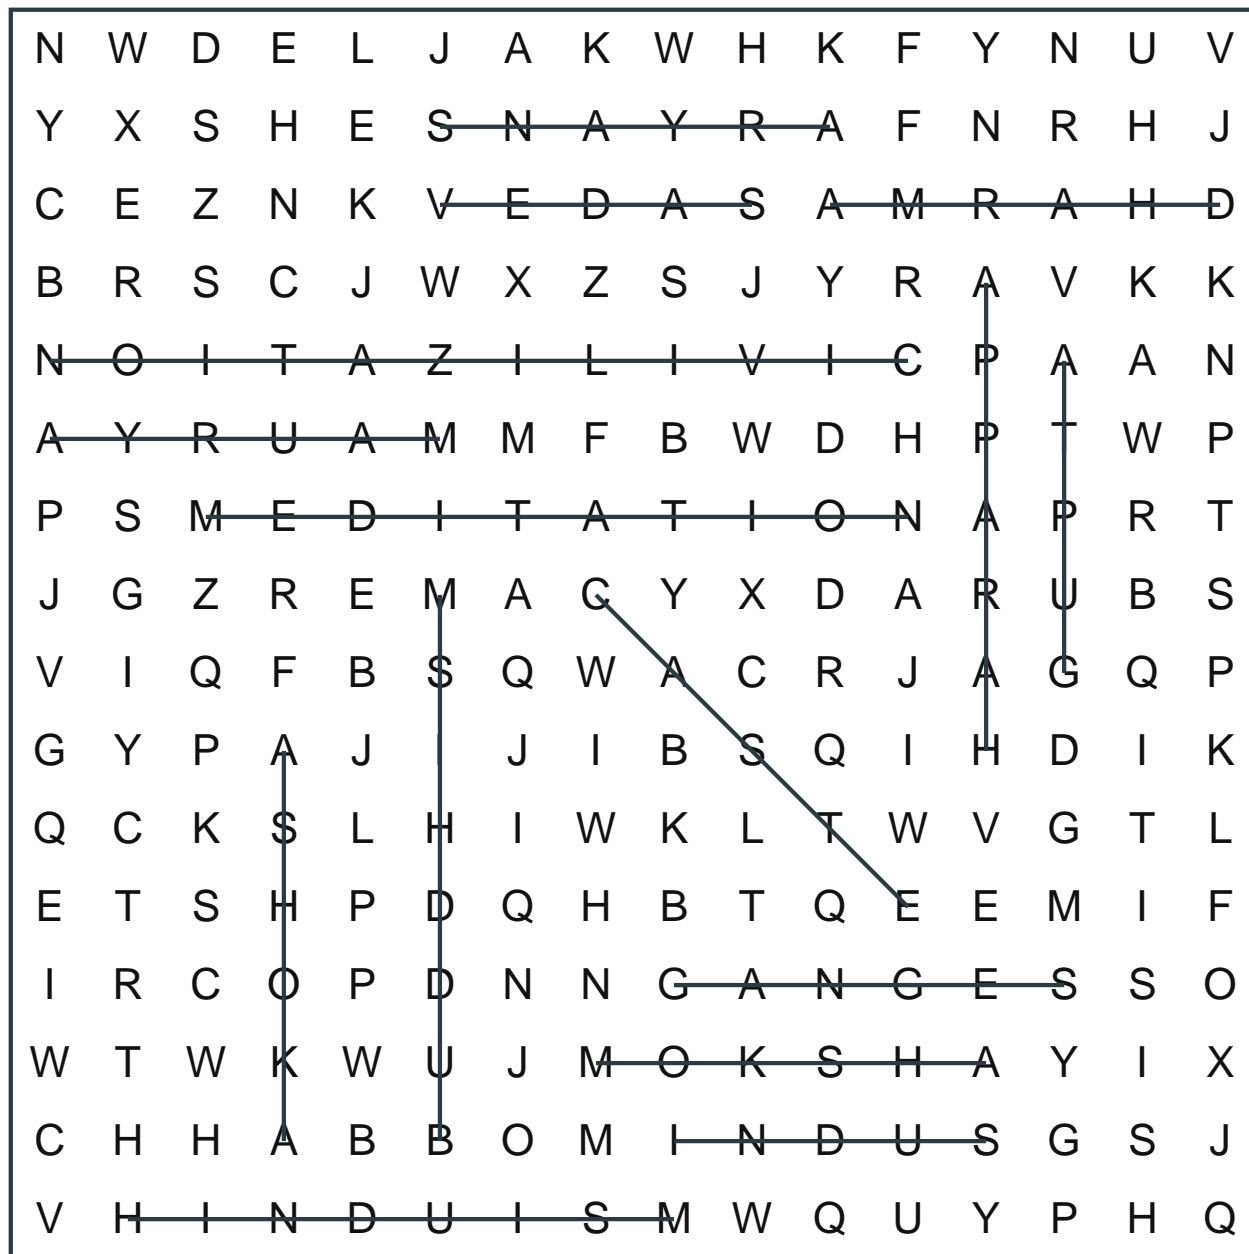 N W D E L J A K W H K F Y N U V
Y X S H E S N A Y R A F N R H J
C E Z N K V E D A S A M R A H D
B R S C J W X Z S J Y R A V K K
N O I T A Z I L I V I C P A A N
A Y R U A M M F B W D H P T W P
P S M E D I T A T I O N A P R T
J G Z R E M A C Y X D A R U B S
V I Q F B S Q W A C R J A G Q P
G Y P A J I J I B S Q I H D I K
Q C K S L H I W K L T W V G T L
E T S H P D Q H B T Q E E M I F
I R C O P D N N G A N G E S S O
W T W K W U J M O K S H A Y I X
C H H A B B O M I N D U S G S J
V H I N D U I S M W Q U Y P H Q